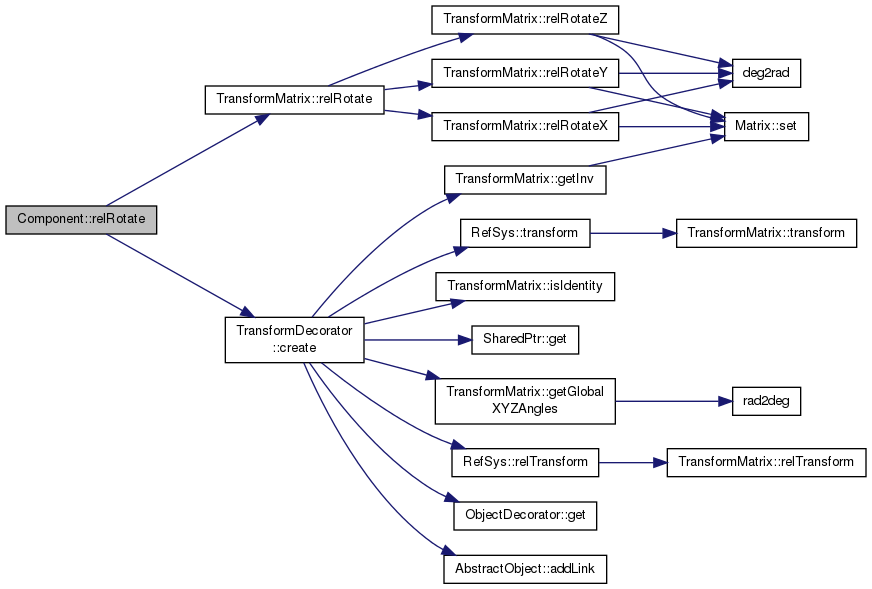 TransformMatrix::relRotateZ
TransformMatrix::relRotateY
deg2rad
TransformMatrix::relRotate
TransformMatrix::relRotateX
Matrix::set
TransformMatrix::getInv
Component::relRotate
RefSys::transform
TransformMatrix::transform
TransformMatrix::isIdentity
TransformDecorator
::create
SharedPtr::get
TransformMatrix::getGlobal
XYZAngles
rad2deg
RefSys::relTransform
TransformMatrix::relTransform
ObjectDecorator::get
AbstractObject::addLink